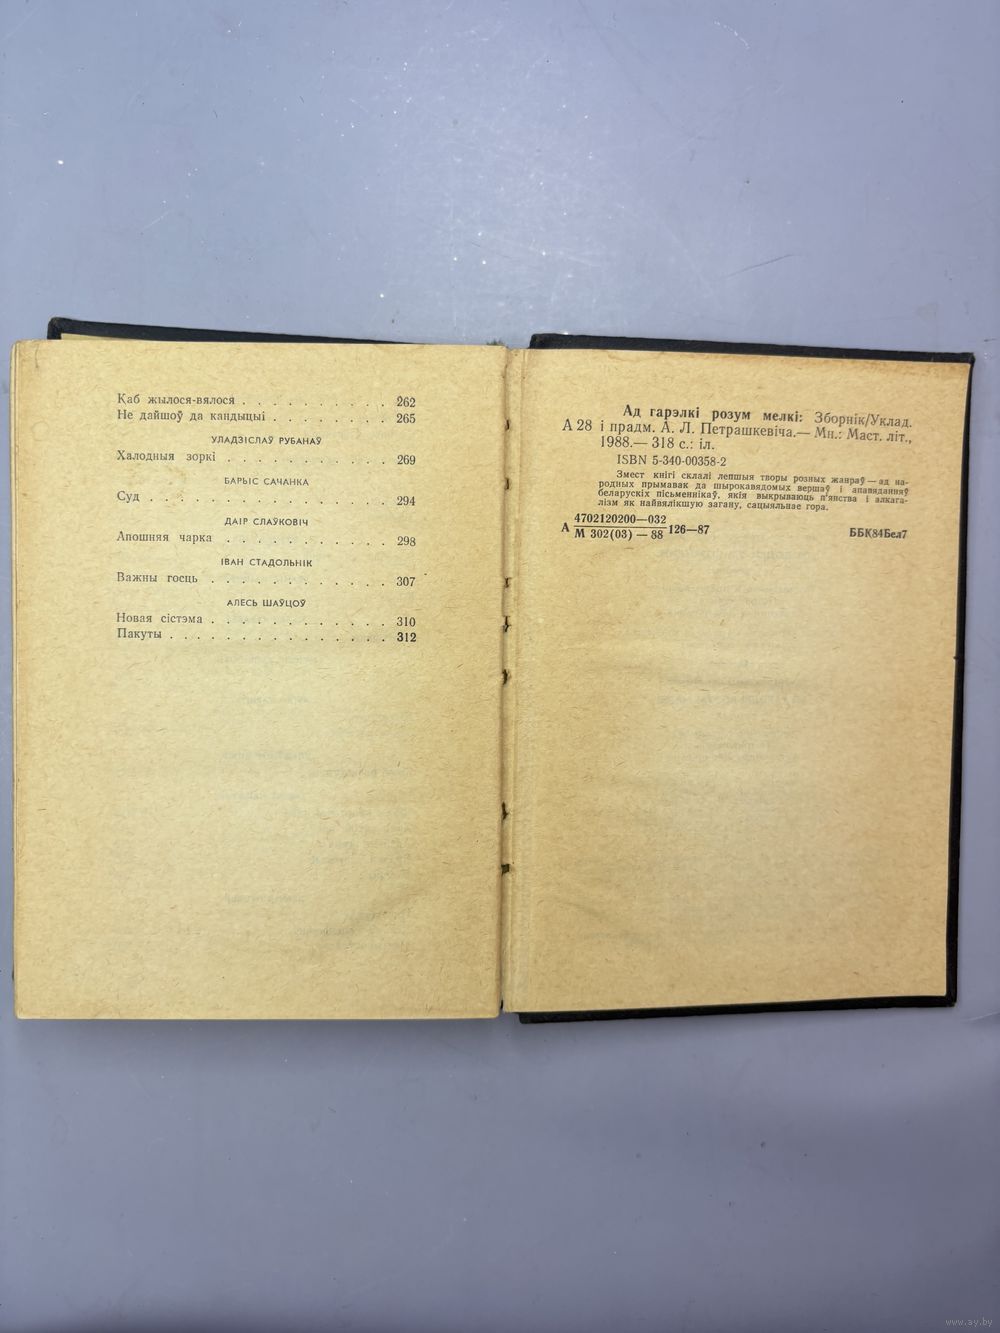 Каб жылося-вялося . . . . . . . . . . 262
Не дайшоў да кандыцыі . . . . . . . . 265
УЛАДЗІСЛАЎ РУБАНАЎ
Халодныя зоркі . . . . . . . . . . . 269
БАРЫС САЧАНКА
Суд . . . . . . . . . . . . . . . . 294
ДАІР СЛАЎКОВІЧ
Апошняя чарка . . . . . . . . . . . 298
ІВАН СТАДОЛЬНІК
Важны госць . . . . . . . . . . . . 307
АЛЕСЬ ШАЎЦОЎ
Новая сістэма . . . . . . . . . . . . 310
Пакуты . . . . . . . . . . . . . . . 312
Ад гарэлкі розум мелкі: Зборнік/Уклад.
А 28 і прадм. А. Л. Петрашкевіча.— Мн.: Маст. літ.,
1988.— 318 с.: іл.
ISBN 5-340-00358-2
Змест кнігі склалі лепшыя творы розных жанраў — ад на-
родных прымавак да шырокавядомых вершаў і апавяданняў
беларускіх пісьменнікаў, якія выкрываюць п'янства і алкага-
лізм як найвялікшую загану, сацыяльнае гора.
А 4702120200—032
М 302(03) — 88 126—87 ББК84Бел7
www.ay.by